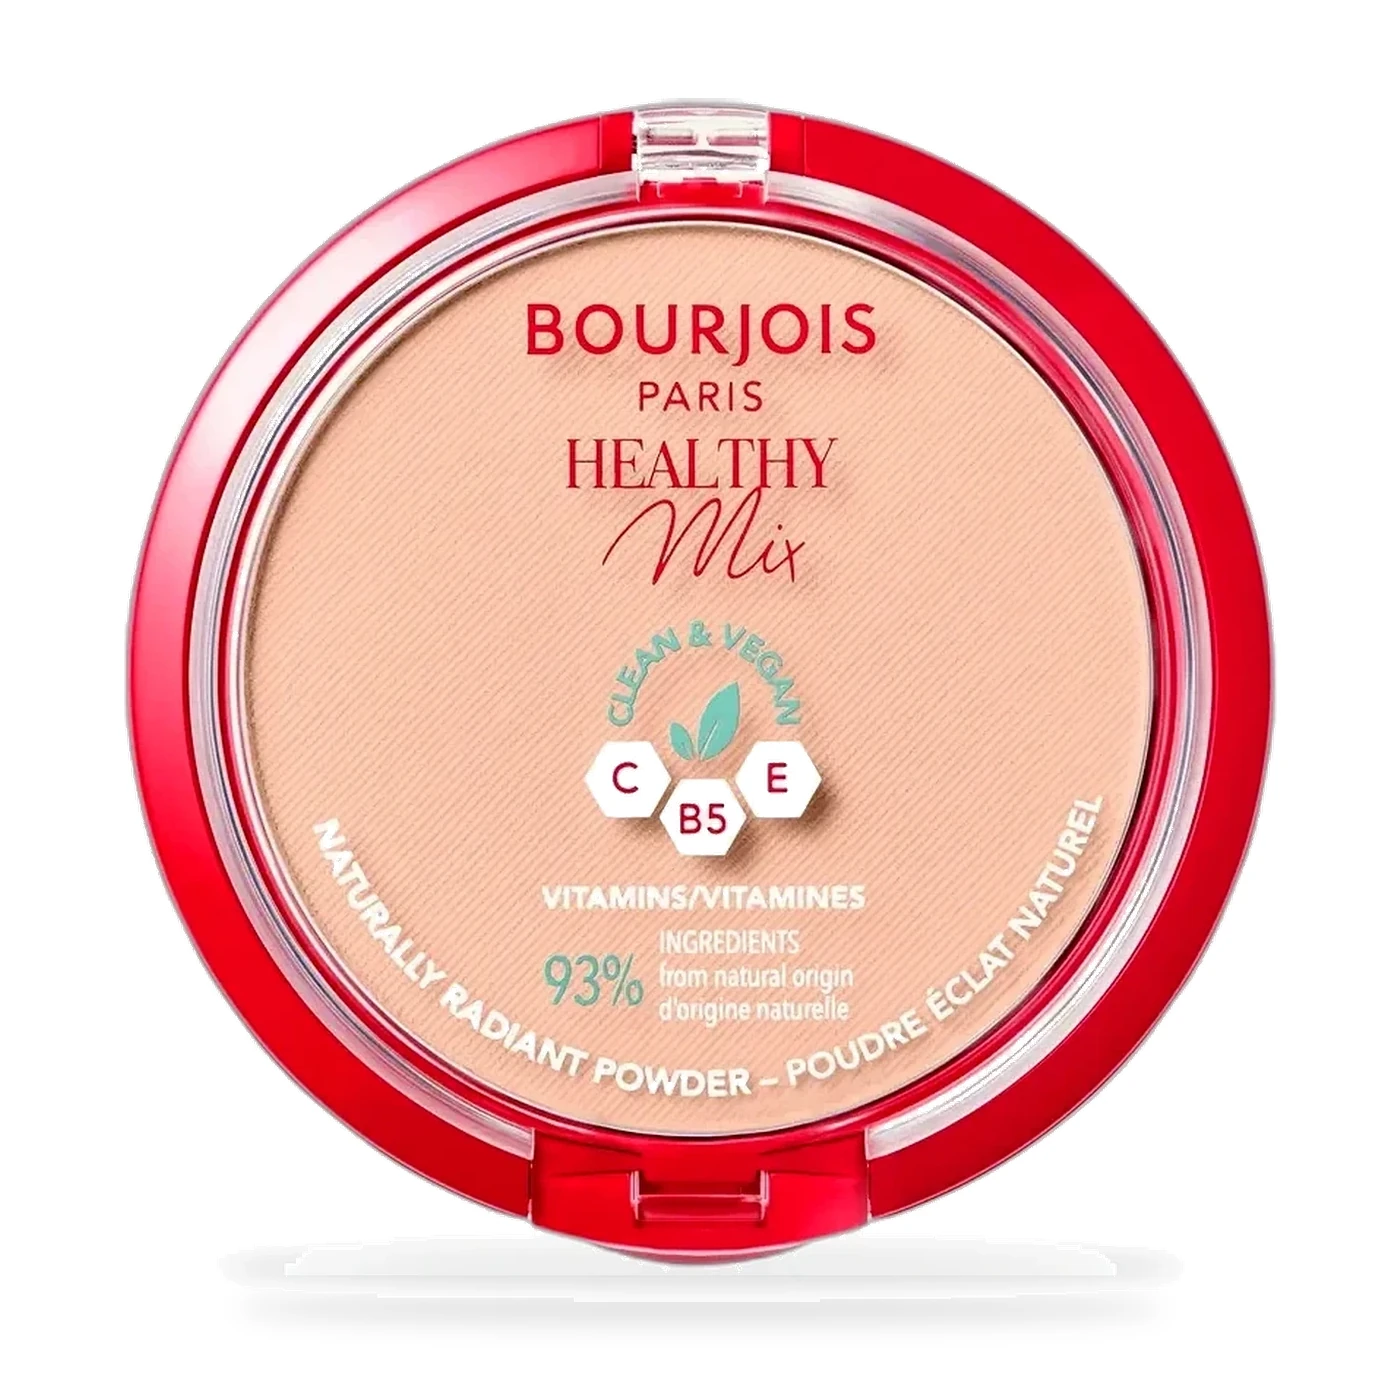 BOURJOIS
PARIS
HEALTHY
Mix
CLEAN & VEGAN
C
B5
E
VITAMINS/VITAMINES
93%
INGREDIENTS
from natural origin
d'origine naturelle
NATURALLY RADIANT POWDER – POUDRE ÉCLAT NATUREL